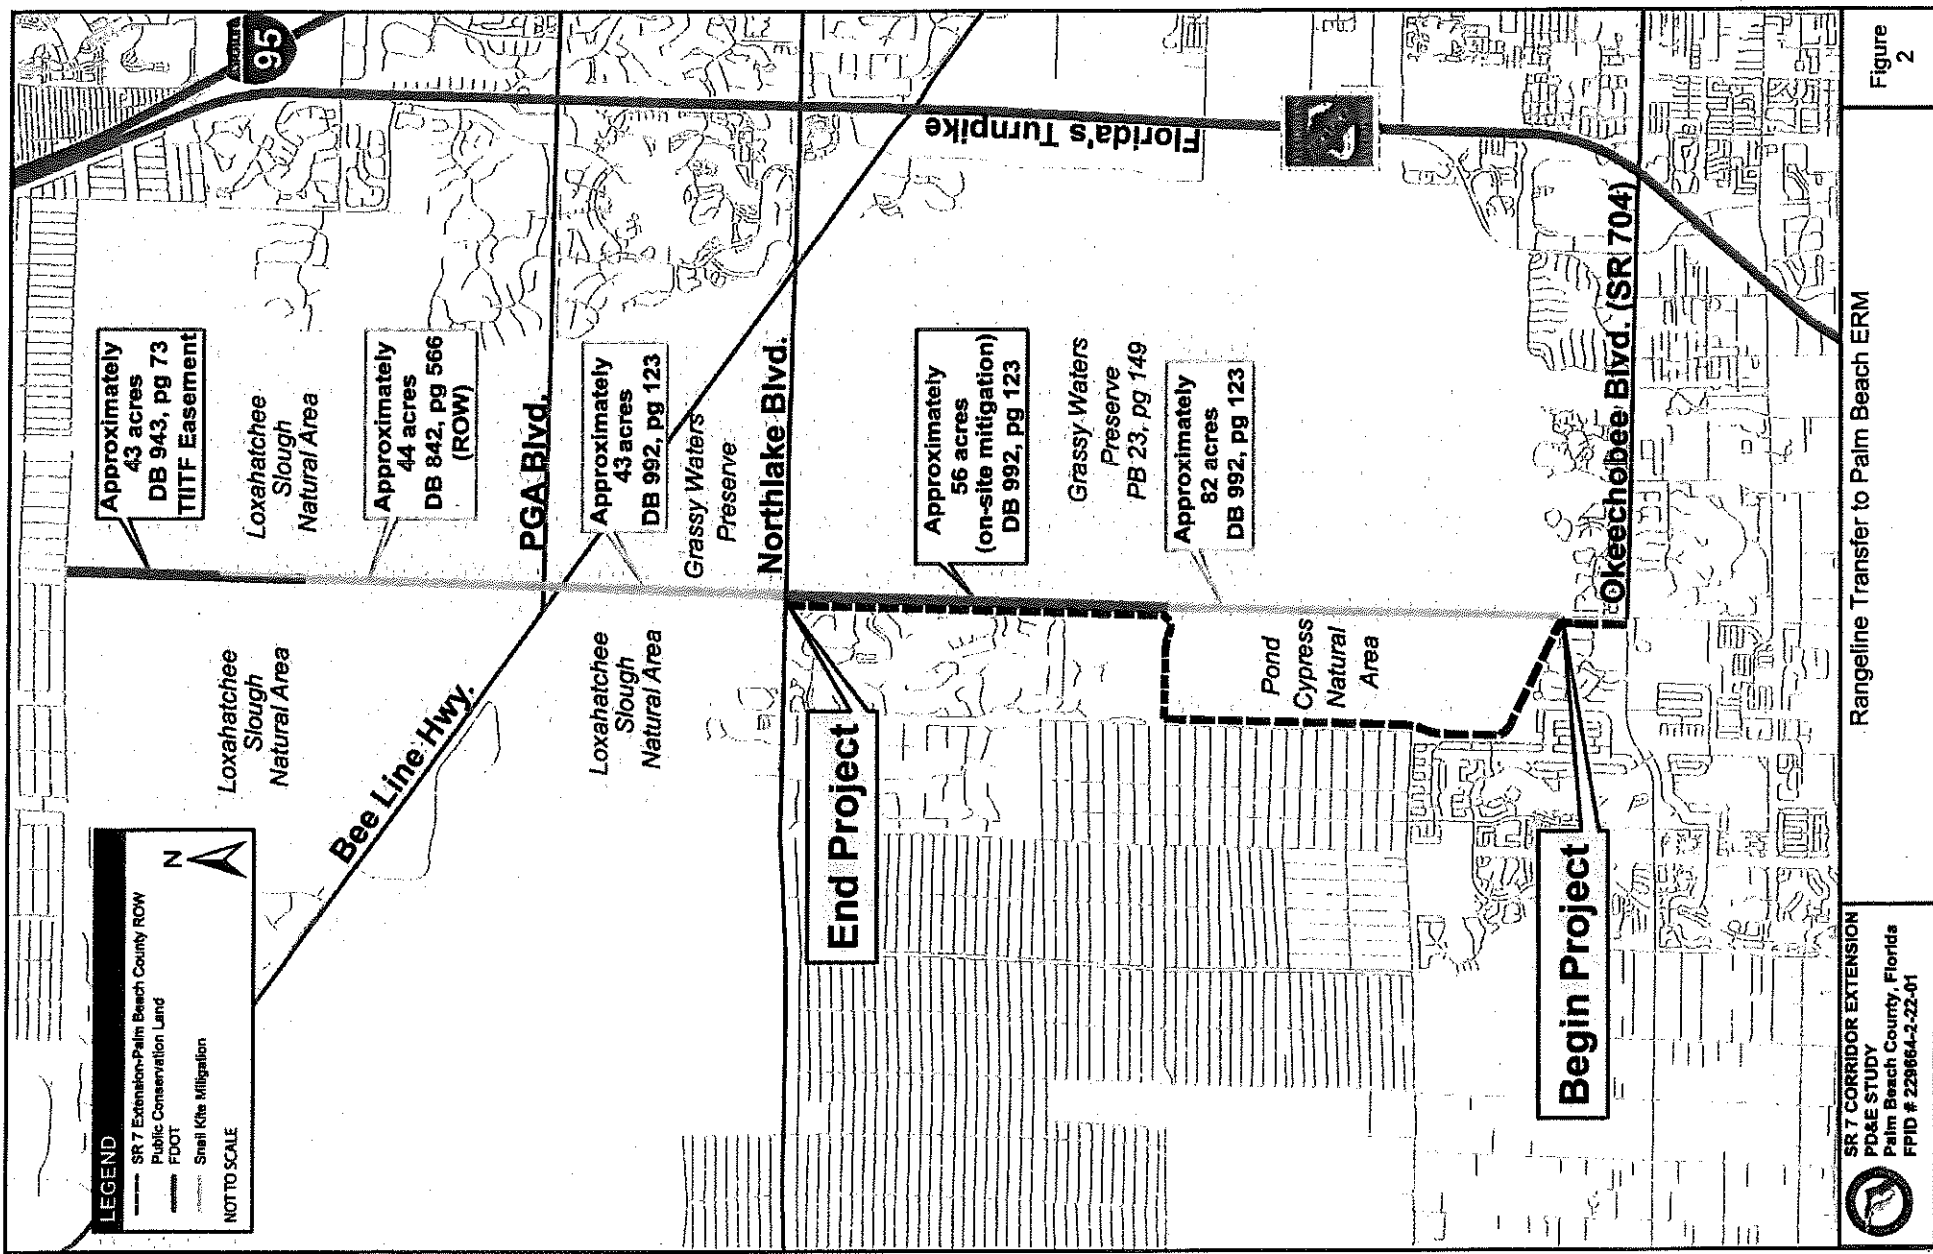 LEGEND
SR 7 Extension-Palm Beach County ROW
Public Conservation Land
FDOT
Snail Kite Mitigation
NOT TO SCALE
N
95
Approximately
43 acres
DB 943, pg 73
TIITF Easement
Loxahatchee
Slough
Natural Area
Approximately
44 acres
DB 842, pg 566
(ROW)
PGA Blvd.
Loxahatchee
Slough
Natural Area
Bee Line Hwy.
Approximately
43 acres
DB 992, pg 123
Grassy Waters
Preserve
Loxahatchee
Slough
Natural Area
Northlake Blvd.
Florida's Turnpike
End Project
Approximately
56 acres
(on-site mitigation)
DB 992, pg 123
Grassy Waters
Preserve
PB 23, pg 149
Approximately
82 acres
DB 992, pg 123
Pond
Cypress
Natural
Area
Begin Project
Okeechobee Blvd. (SR 704)
SR 7 CORRIDOR EXTENSION
PD&E STUDY
Palm Beach County, Florida
FPID # 229664-2-22-01
Rangeline Transfer to Palm Beach ERM
Figure
2